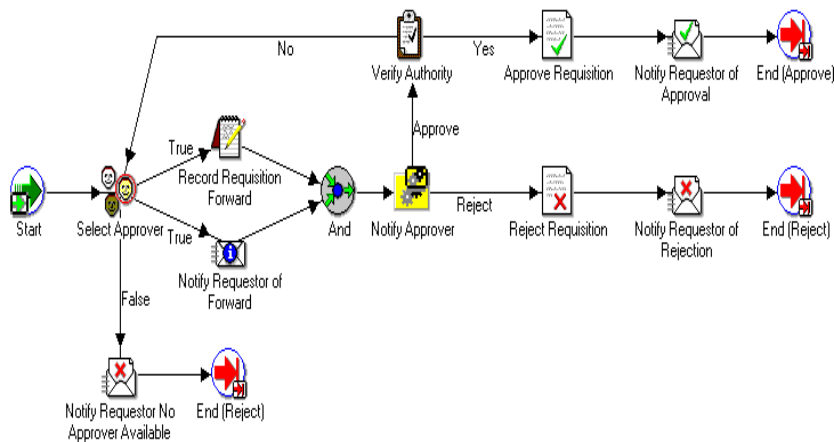 No
Verify Authority
Yes
Approve Requisition
Notify Requestor of
Approval
End (Approve)
Approve
True
Record Requisition
Forward
Start
Select Approver
True
And
Notify Approver
Reject
Reject Requisition
Notify Requestor of
Rejection
End (Reject)
Notify Requestor of
Forward
False
Notify Requestor No
Approver Available
End (Reject)